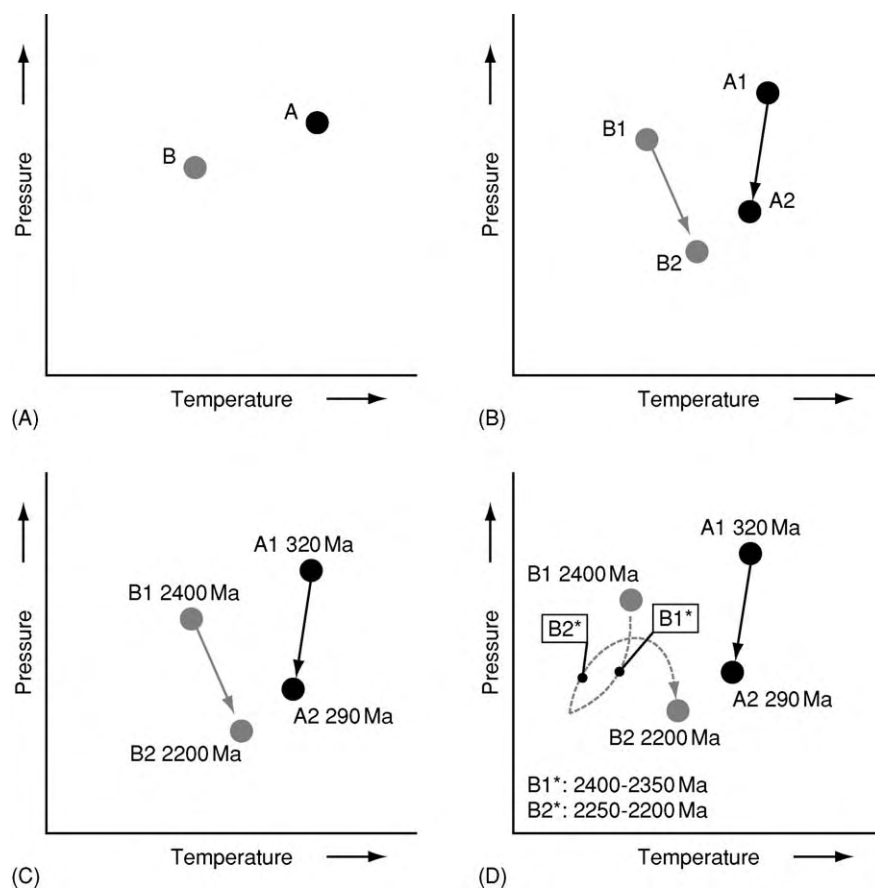 A
B
Pressure
Temperature
(A)
A1
B1
A2
B2
Pressure
Temperature
(B)
A1 320 Ma
B1 2400 Ma
A2 290 Ma
B2 2200 Ma
Pressure
Temperature
(C)
A1 320 Ma
B1 2400 Ma
B1*
B2*
A2 290 Ma
B2 2200 Ma
B1*: 2400-2350 Ma
B2*: 2250-2200 Ma
Pressure
Temperature
(D)